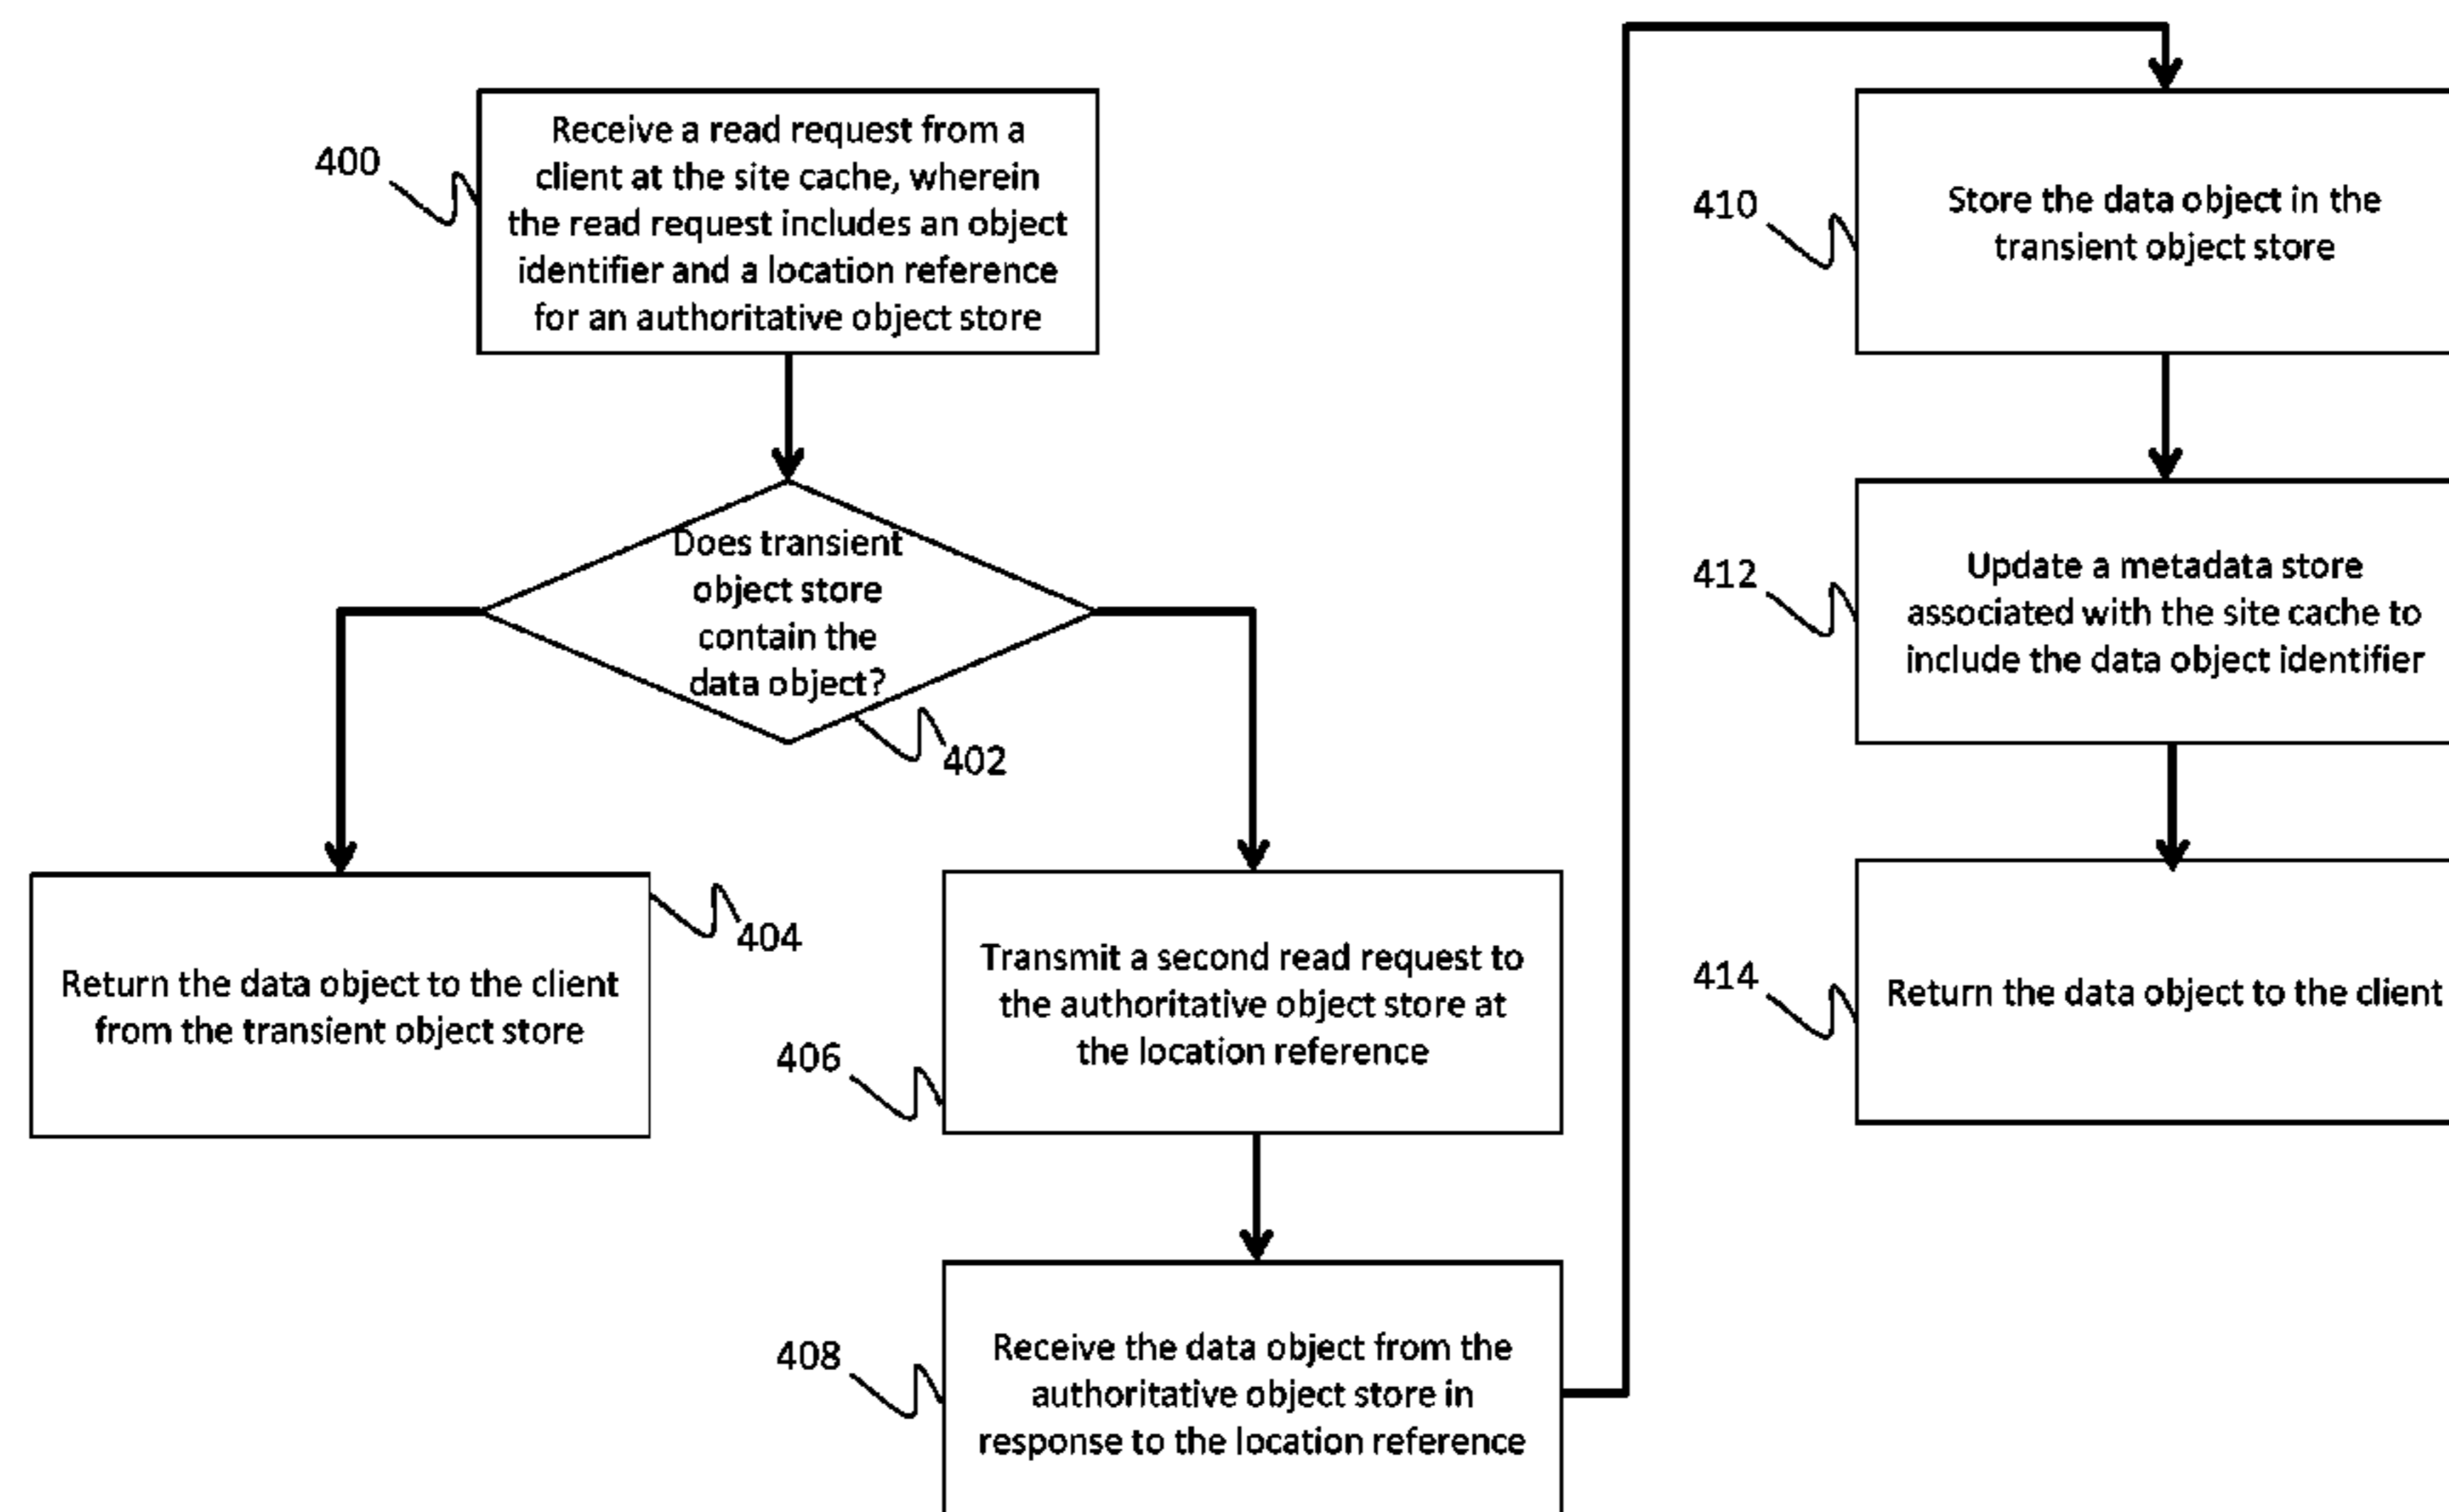 400
Receive a read request from a
client at the site cache, wherein
the read request includes an object
identifier and a location reference
for an authoritative object store
Does transient
object store
contain the
data object?
402
Return the data object to the client
from the transient object store
404
Transmit a second read request to
the authoritative object store at
the location reference
406
Receive the data object from the
authoritative object store in
response to the location reference
408
410
Store the data object in the
transient object store
412
Update a metadata store
associated with the site cache to
include the data object identifier
414
Return the data object to the client